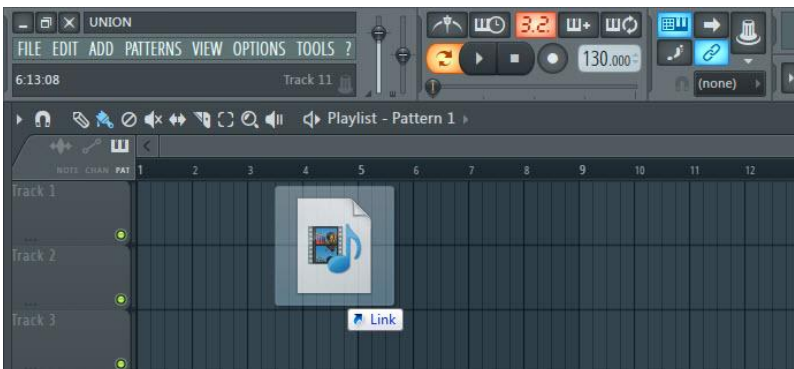 UNION
FILE EDIT ADD PATTERNS VIEW OPTIONS TOOLS ?
3.2.
130.000
6:13:08 Track 11
(none)
Playlist - Pattern 1
NOTE CHAN PAT 1 2 3 4 5 6 7 8 9 10 11 12
Track 1
Track 2
Link
Track 3